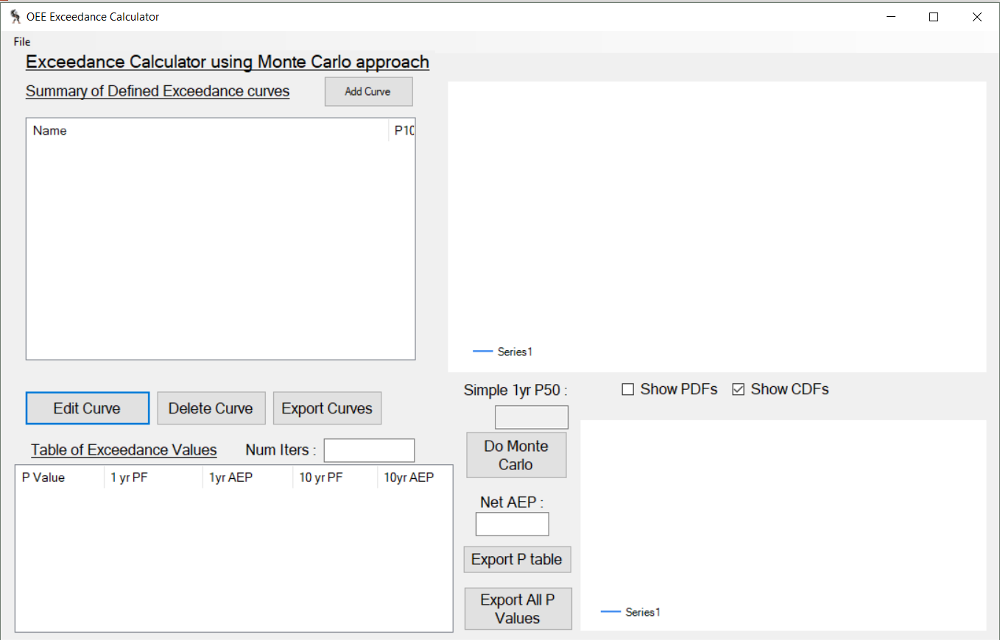 OEE Exceedance Calculator
File
Exceedance Calculator using Monte Carlo approach
Summary of Defined Exceedance curves
Add Curve
Name P10
Series1
Edit Curve
Delete Curve
Export Curves
Simple 1yr P50 :
Show PDFs
Show CDFs
Table of Exceedance Values
Num Iters :
P Value 1 yr PF 1yr AEP 10 yr PF 10yr AEP
Do Monte
Carlo
Net AEP :
Export P table
Export All P
Values
Series1